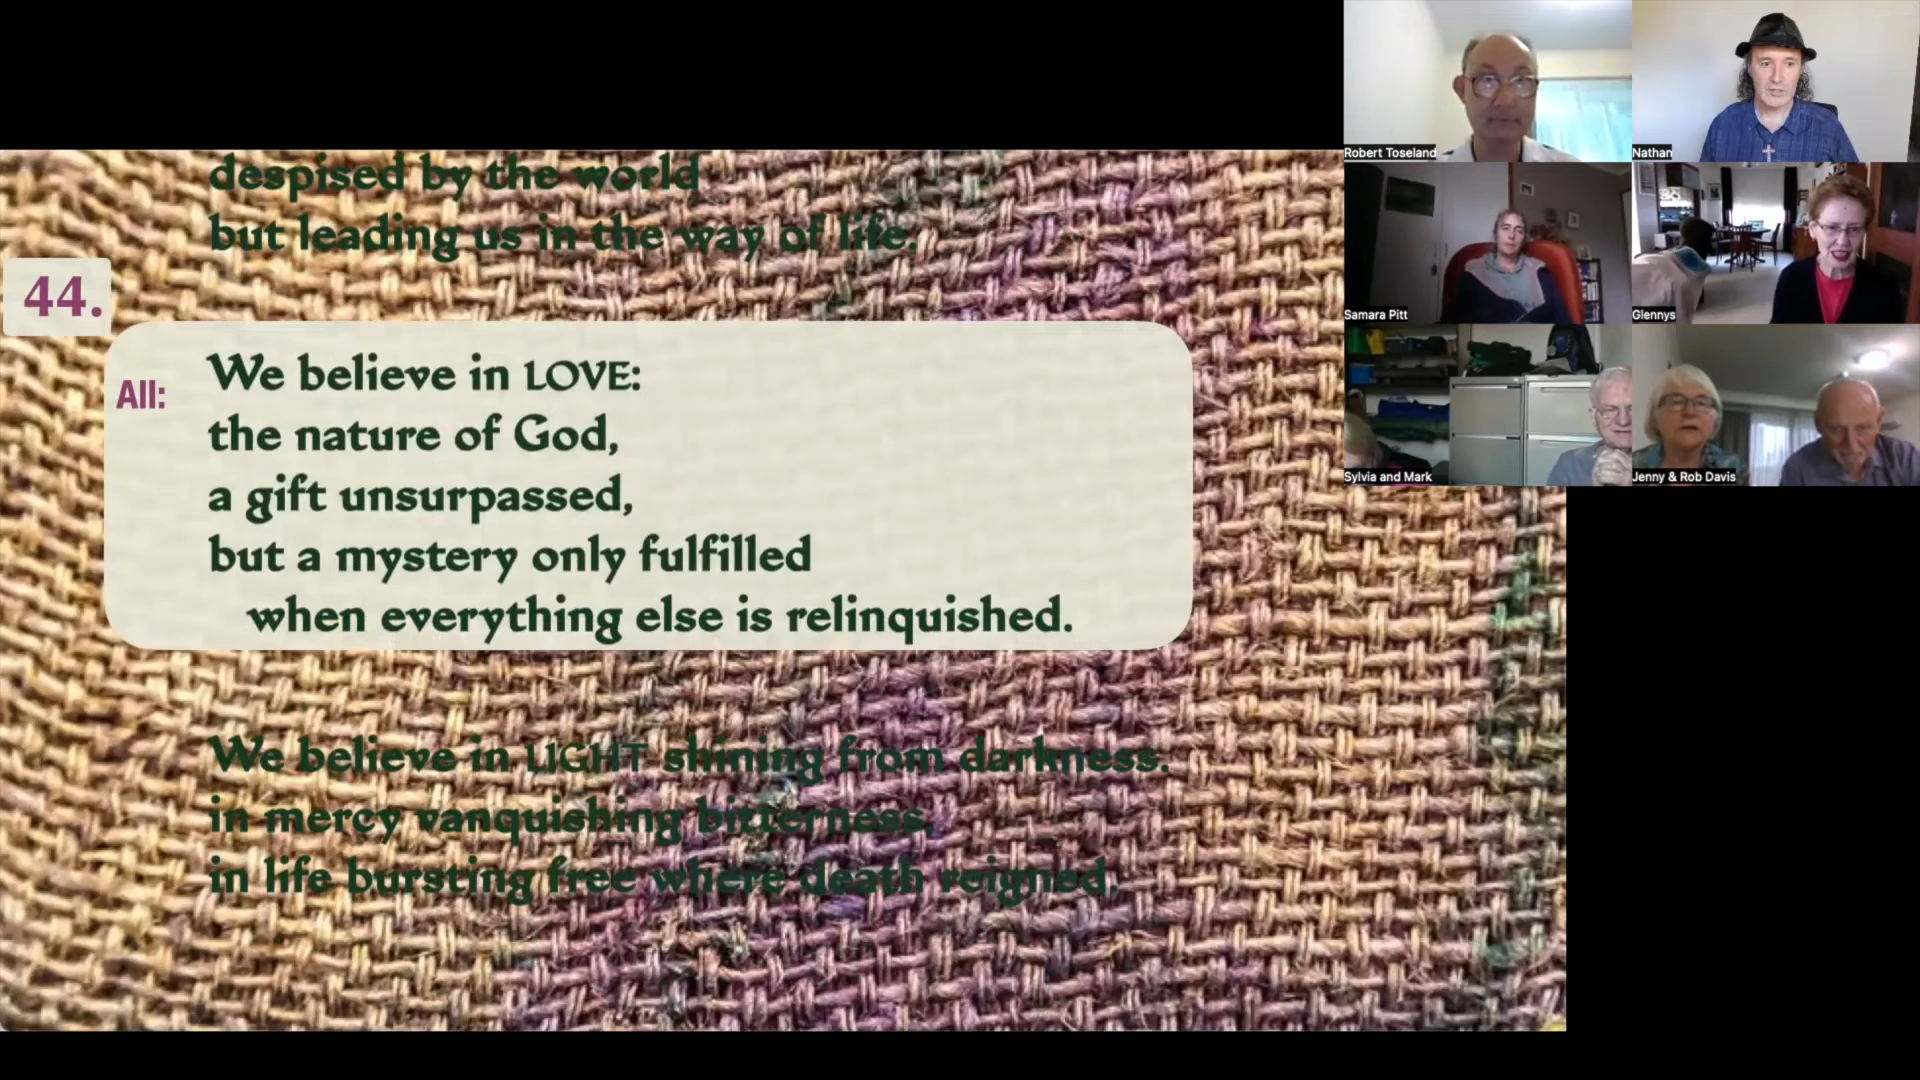 despised by the world
but leading us in the way of life.
44.
All:
We believe in LOVE:
the nature of God,
a gift unsurpassed,
but a mystery only fulfilled
when everything else is relinquished.
We believe in LIGHT shining from darkness.
in mercy vanquishing bitterness,
in life bursting free where death reigned.
Robert Toseland
Nathan
Samara Pitt
Glennys
Sylvia and Mark
Jenny & Rob Davis